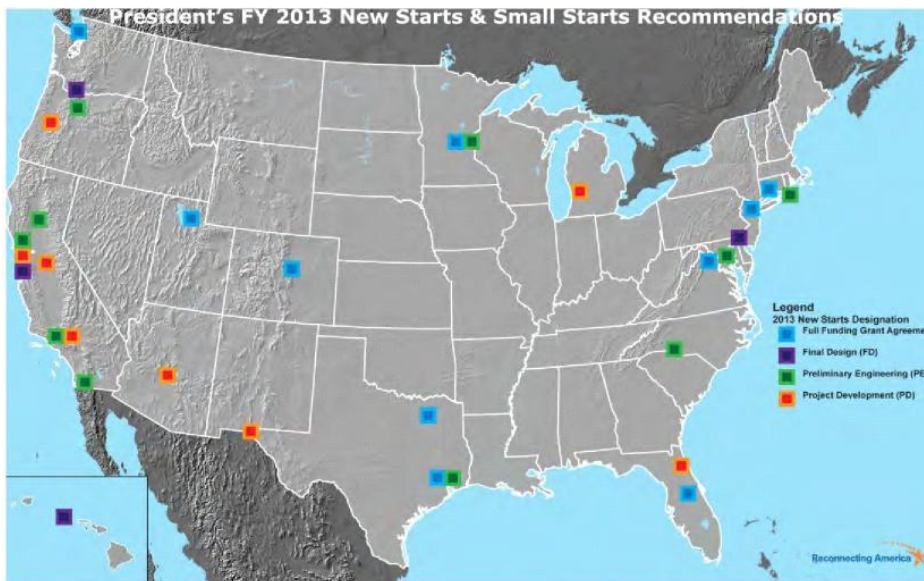 President's FY 2013 New Starts & Small Starts Recommendations
Legend
2013 New Starts Designation
Full Funding Grant Agreeme
Final Design (FD)
Preliminary Engineering (PE
Project Development (PD)
Reconnecting America